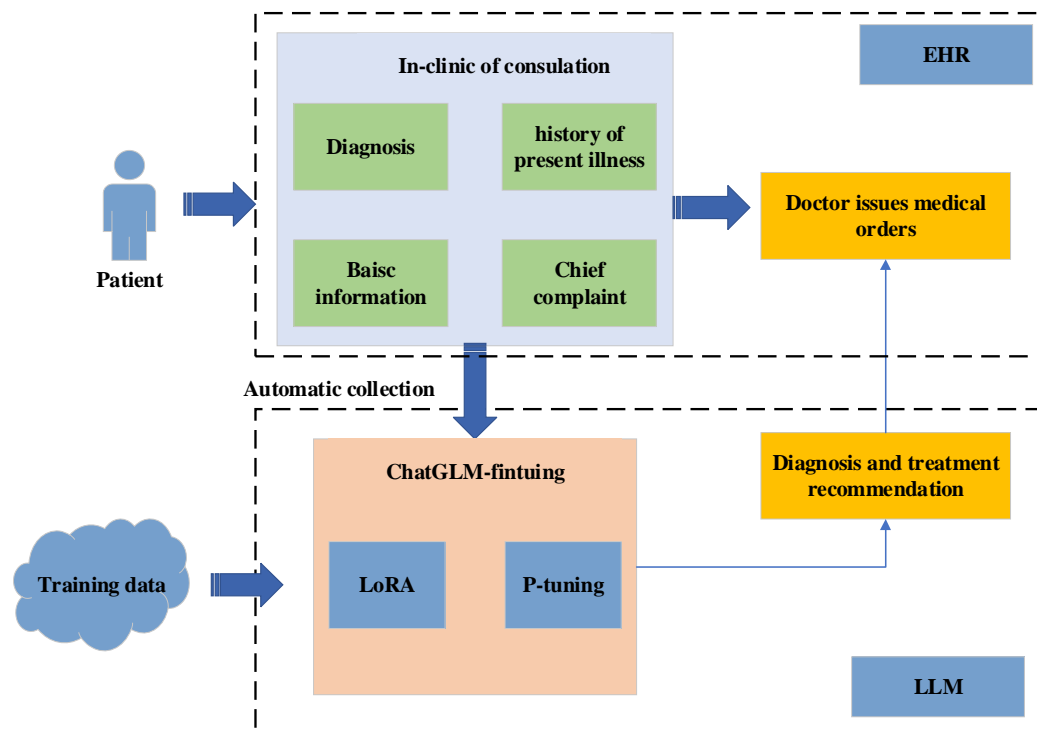 In-clinic of consulation
EHR
Diagnosis
history of
present illness
Doctor issues medical
orders
Patient
Baisc
information
Chief
complaint
Automatic collection
ChatGLM-fintuing
Diagnosis and treatment
recommendation
Training data
LoRA
P-tuning
LLM